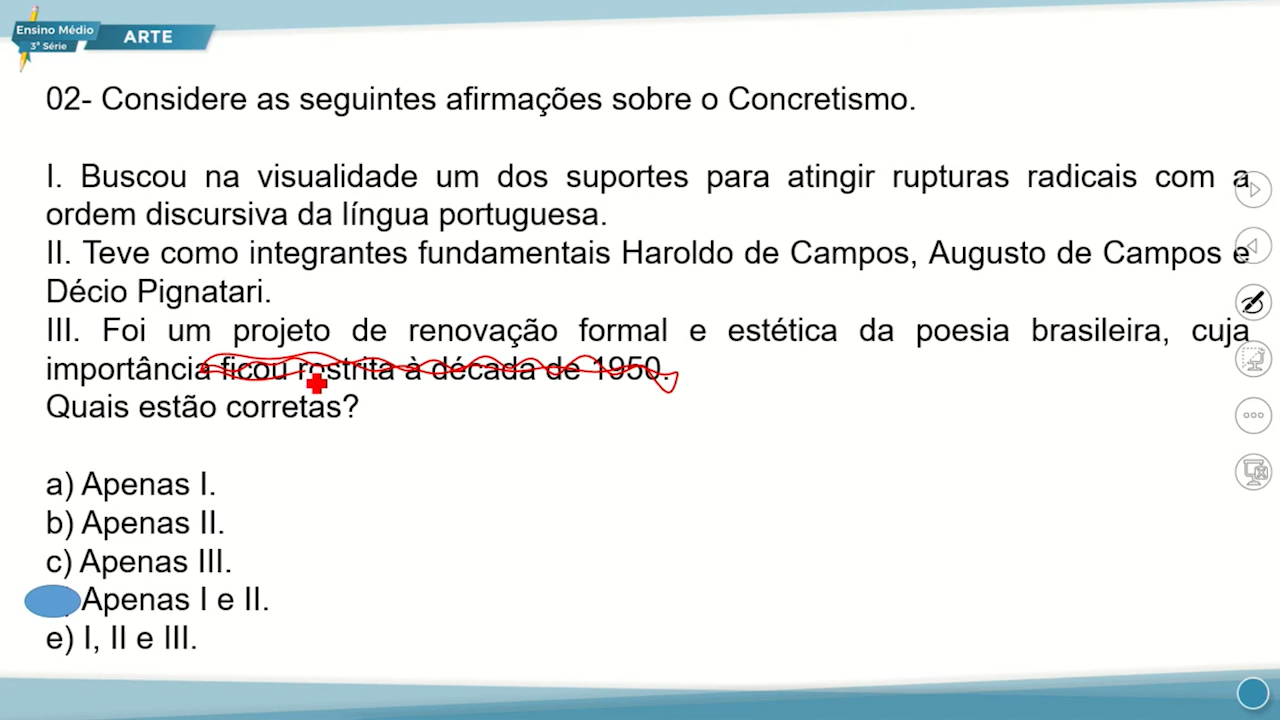 Ensino Médio
3ª Série
ARTE
02- Considere as seguintes afirmações sobre o Concretismo.
I. Buscou na visualidade um dos suportes para atingir rupturas radicais com a
ordem discursiva da língua portuguesa.
II. Teve como integrantes fundamentais Haroldo de Campos, Augusto de Campos e
Décio Pignatari.
III. Foi um projeto de renovação formal e estética da poesia brasileira, cuja
importância ficou restrita à década de 1950.
Quais estão corretas?
a) Apenas I.
b) Apenas II.
c) Apenas III.
Apenas I e II.
e) I, II e III.